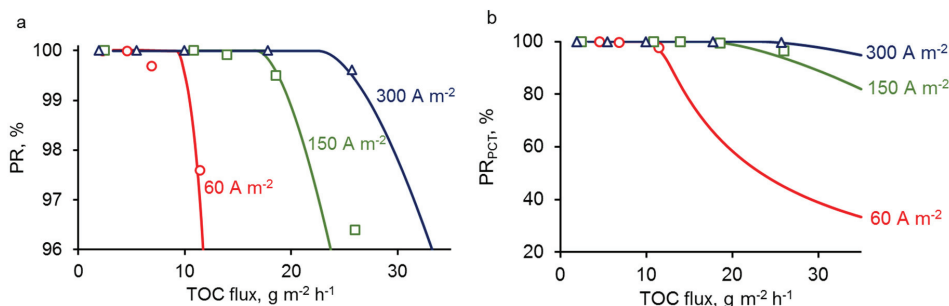 a
PR, %
100
99
98
97
96
0
10
20
30
TOC flux, g m⁻² h⁻¹
60 A m⁻²
150 A m⁻²
300 A m⁻²
b
PR_PCT, %
100
80
60
40
20
0
10
20
30
TOC flux, g m⁻² h⁻¹
300 A m⁻²
150 A m⁻²
60 A m⁻²